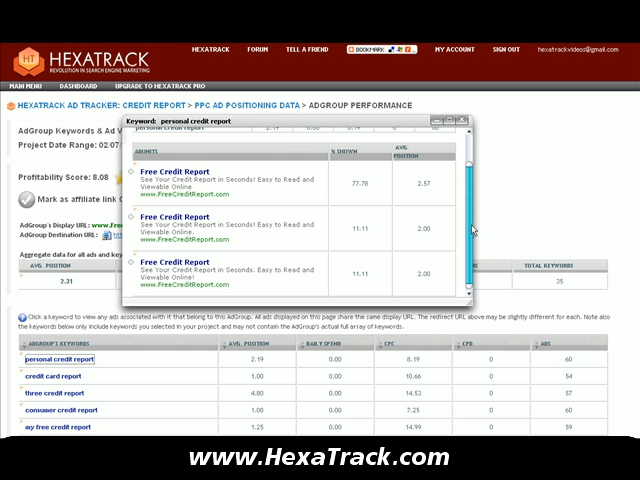 HEXATRACK
REVOLUTION IN SEARCH ENGINE MARKETING
HEXATRACK FORUM TELL A FRIEND BOOKMARK MY ACCOUNT SIGN OUT hexatrackvideos@gmail.com
MAIN MENU DASHBOARD UPGRADE TO HEXATRACK PRO
HEXATRACK AD TRACKER: CREDIT REPORT > PPC AD POSITIONING DATA > ADGROUP PERFORMANCE
AdGroup Keywords & Ad V
Project Date Range: 02/07/
Profitability Score: 8.08
Mark as affiliate link
AdGroup's Display URL: www.Fre
AdGroup Destination URL:
Aggregate data for all ads and key
AVG. POSITION
TOTAL KEYWORDS
2.31
35
Keyword: personal credit report
personal credit report 2.19 0.00 8.19 0 60
ADUNITS % SHOWN AVG. POSITION
Free Credit Report
See Your Credit Report in Seconds! Easy to Read and
Viewable Online
www.FreeCreditReport.com
77.78 2.57
Free Credit Report
See Your Credit Report in Seconds. Easy to Read and
Viewable Online.
www.FreeCreditReport.com
11.11 2.00
Free Credit Report
See Your Credit Report in Seconds. Easy to Read and
Viewable Online!
www.FreeCreditReport.com
11.11 2.00
Click a keyword to view any ads associated with it that belong to this AdGroup. All ads displayed on this page share the same display URL. The redirect URL above may be slightly different for each. Note also
the keywords below only include keywords you selected in your project and may not contain the AdGroup's actual full array of keywords.
ADGROUP'S KEYWORDS AVG. POSITION DAILY SPEND CPC CPD ADS
personal credit report 2.19 0.00 8.19 0.00 60
credit card report 1.00 0.00 10.66 0.00 54
three credit report 4.80 0.00 14.53 0.00 57
consumer credit report 1.08 0.00 7.25 0.00 60
my free credit report 1.25 0.00 14.99 0.00 59
www.HexaTrack.com